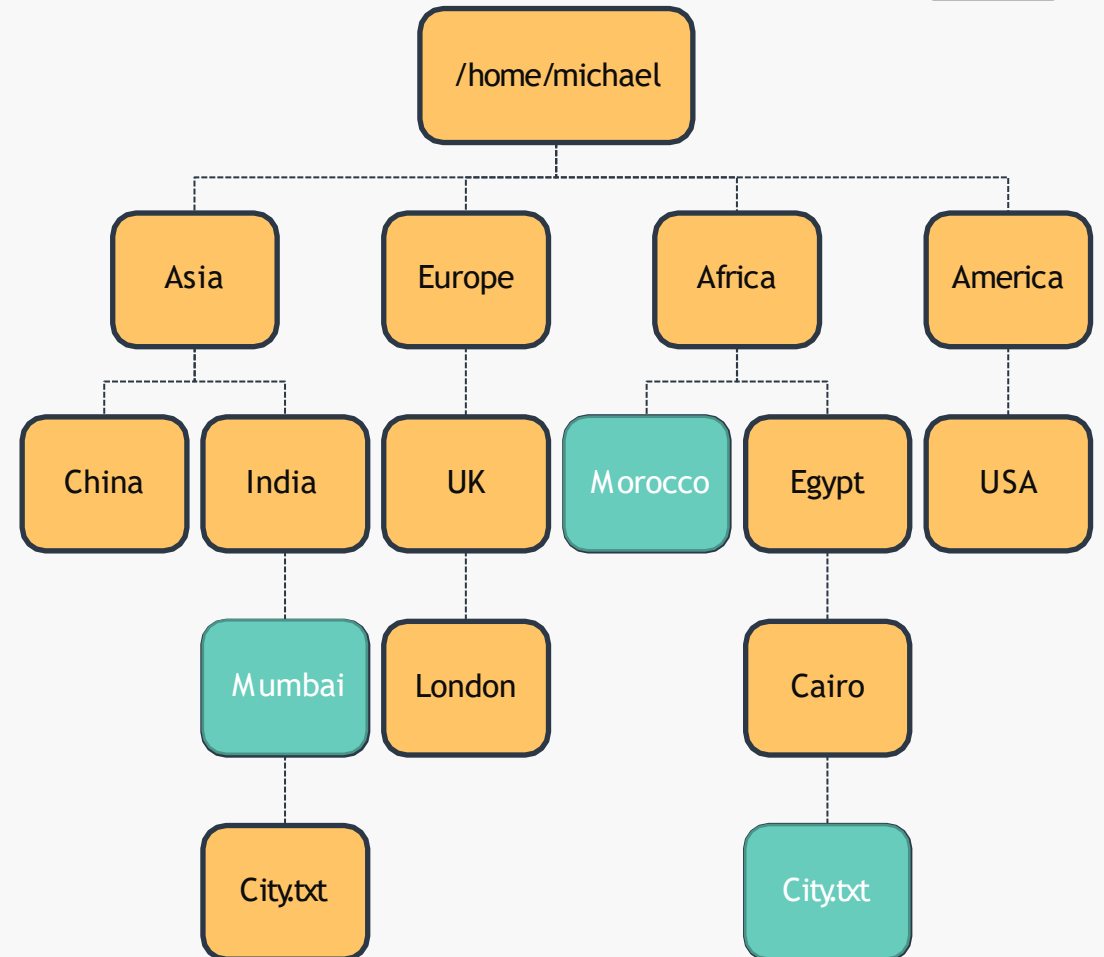 /home/michael
Asia
Europe
Africa
America
China
India
UK
Morocco
Egypt
USA
Mumbai
London
Cairo
City.txt
City.txt